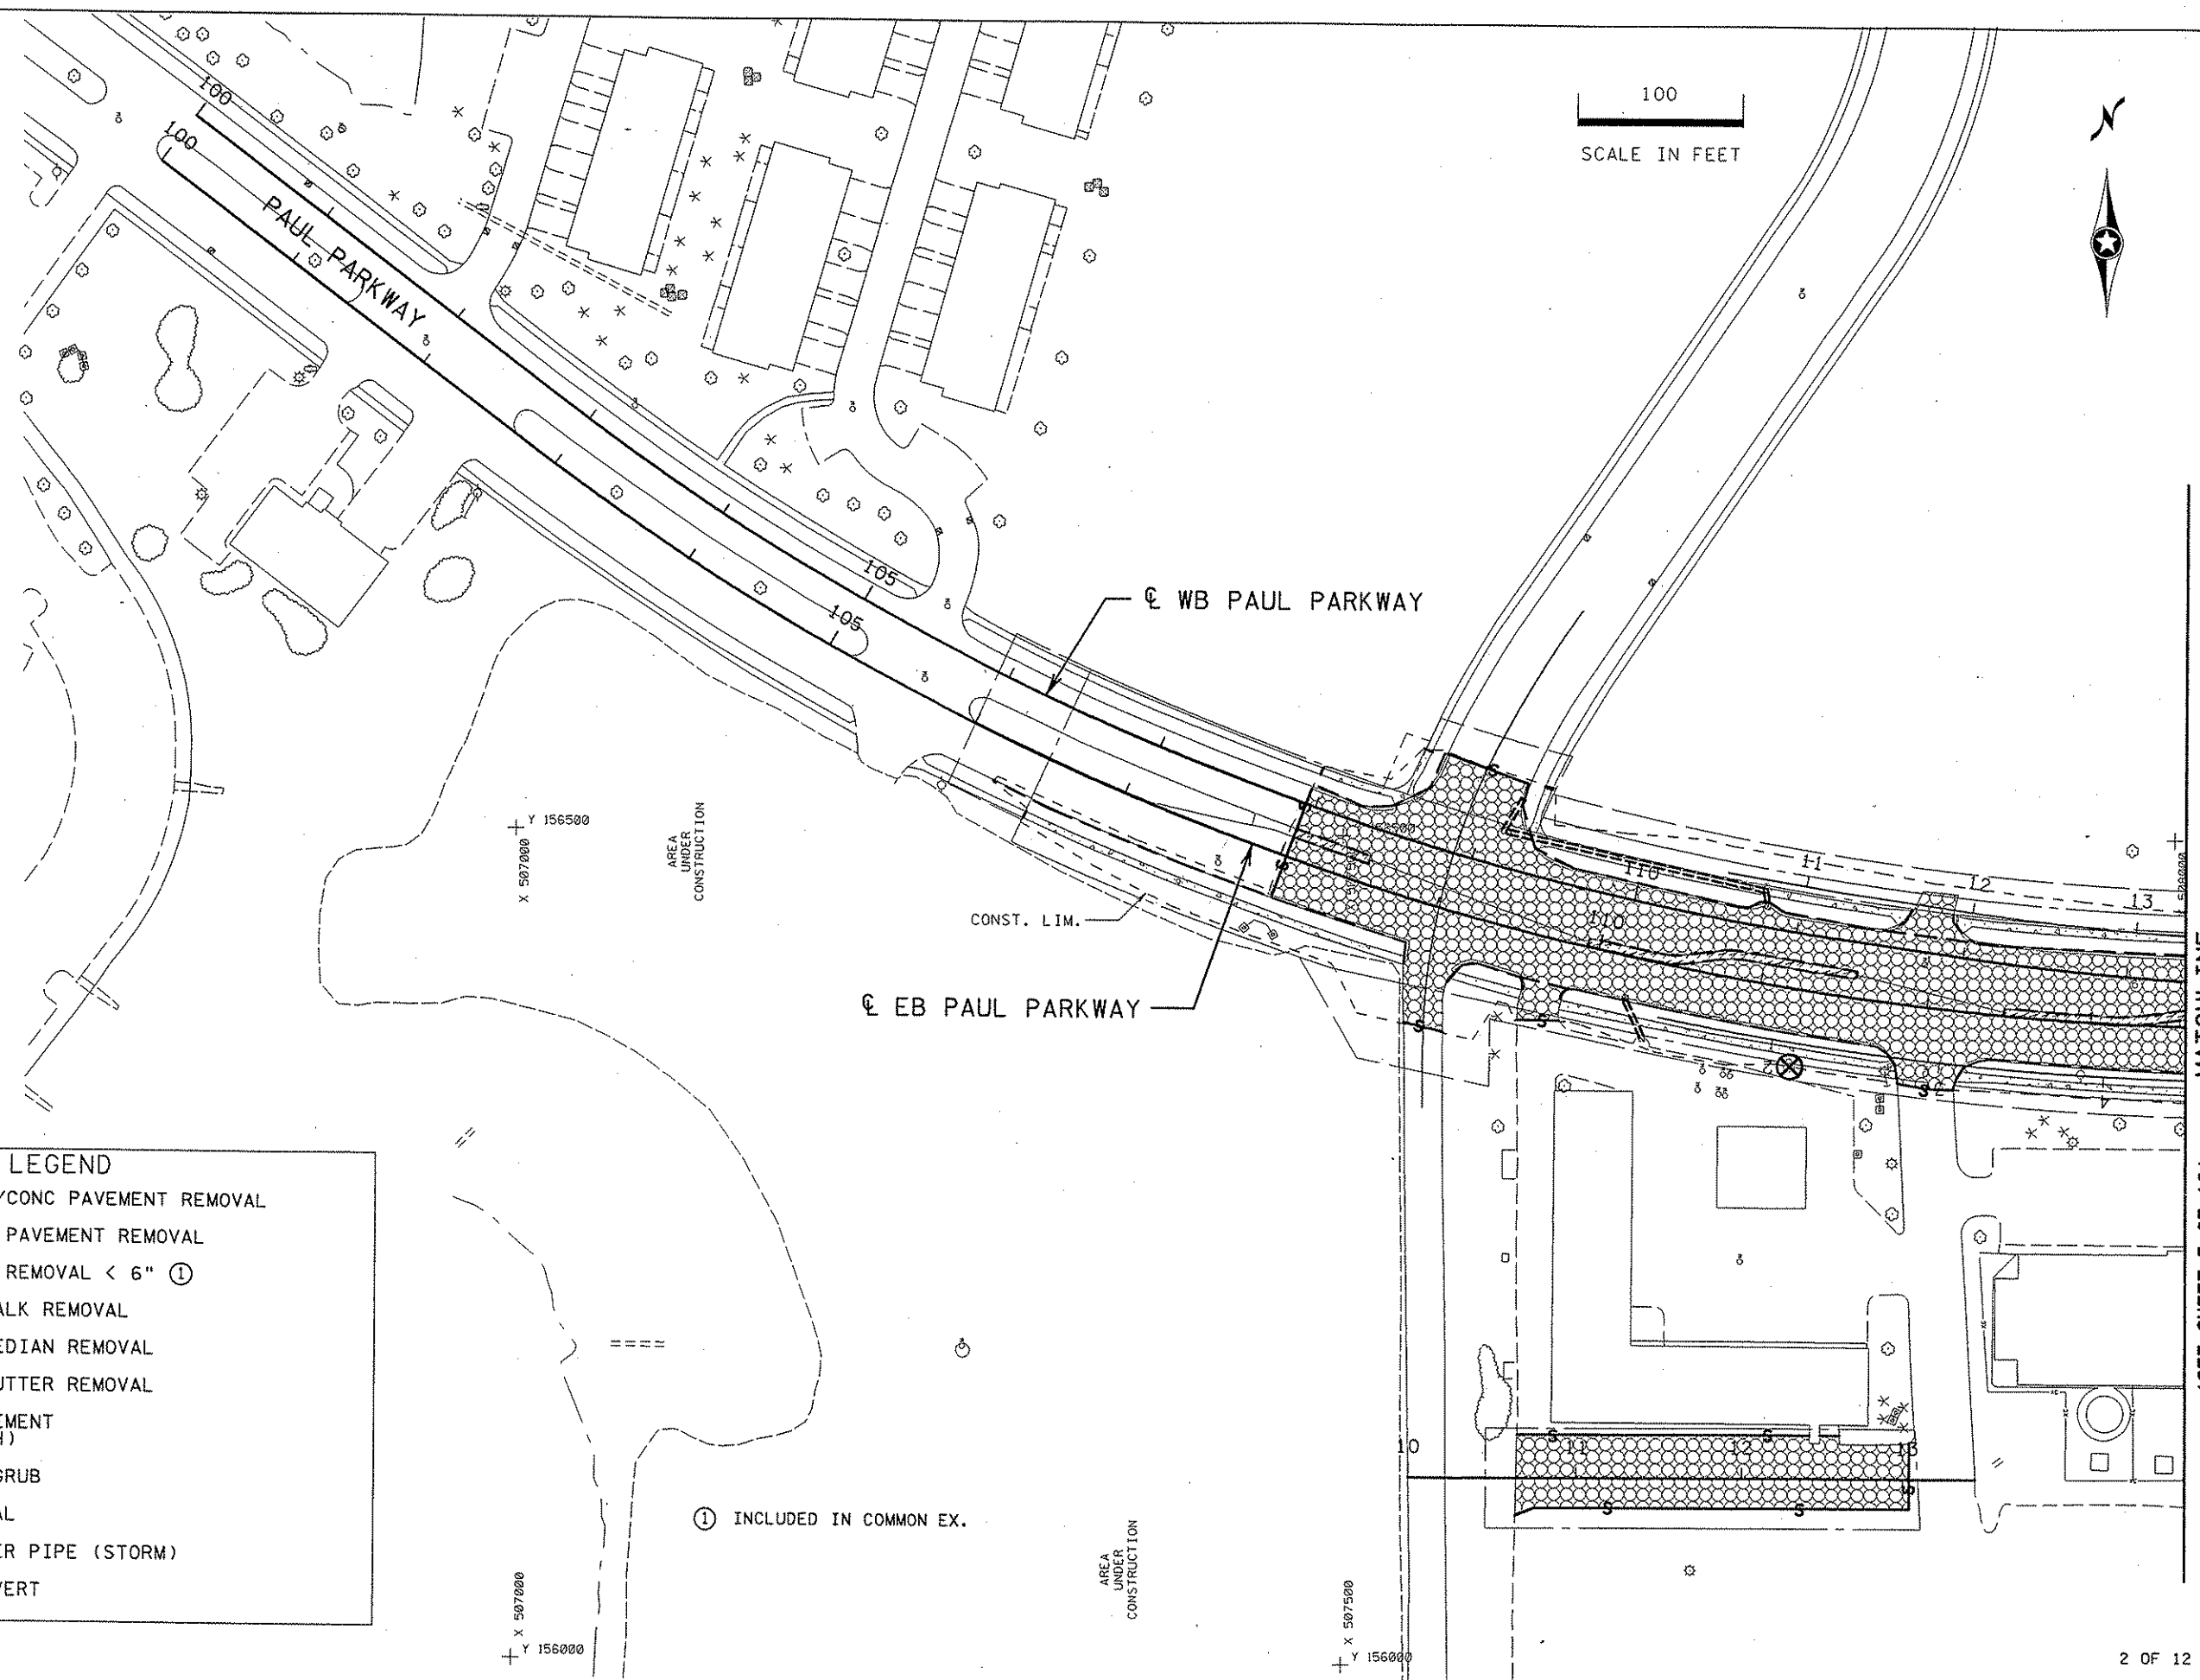 100
SCALE IN FEET
N
100
100
PAUL PARKWAY
105
105
℄ WB PAUL PARKWAY
Y 156500
X 507000
AREA
UNDER
CONSTRUCTION
CONST. LIM.
℄ EB PAUL PARKWAY
S
S
S
110
110
11
12
13
S
S
S
2
4
LEGEND
/CONC PAVEMENT REMOVAL
PAVEMENT REMOVAL
REMOVAL < 6" ①
ALK REMOVAL
EDIAN REMOVAL
UTTER REMOVAL
EMENT
GRUB
AL
ER PIPE (STORM)
VERT
① INCLUDED IN COMMON EX.
10
11
12
13
S
S
S
S
S
AREA
UNDER
CONSTRUCTION
X 507000
Y 156000
X 507500
Y 156000
2 OF 12